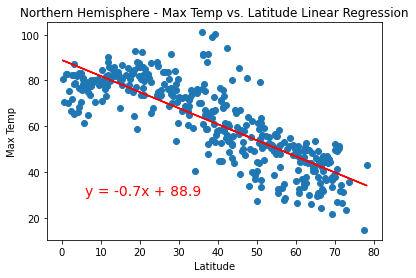 Northern Hemisphere - Max Temp vs. Latitude Linear Regression
100
80
60
40
20
Max Temp
y = -0.7x + 88.9
0 10 20 30 40 50 60 70 80
Latitude